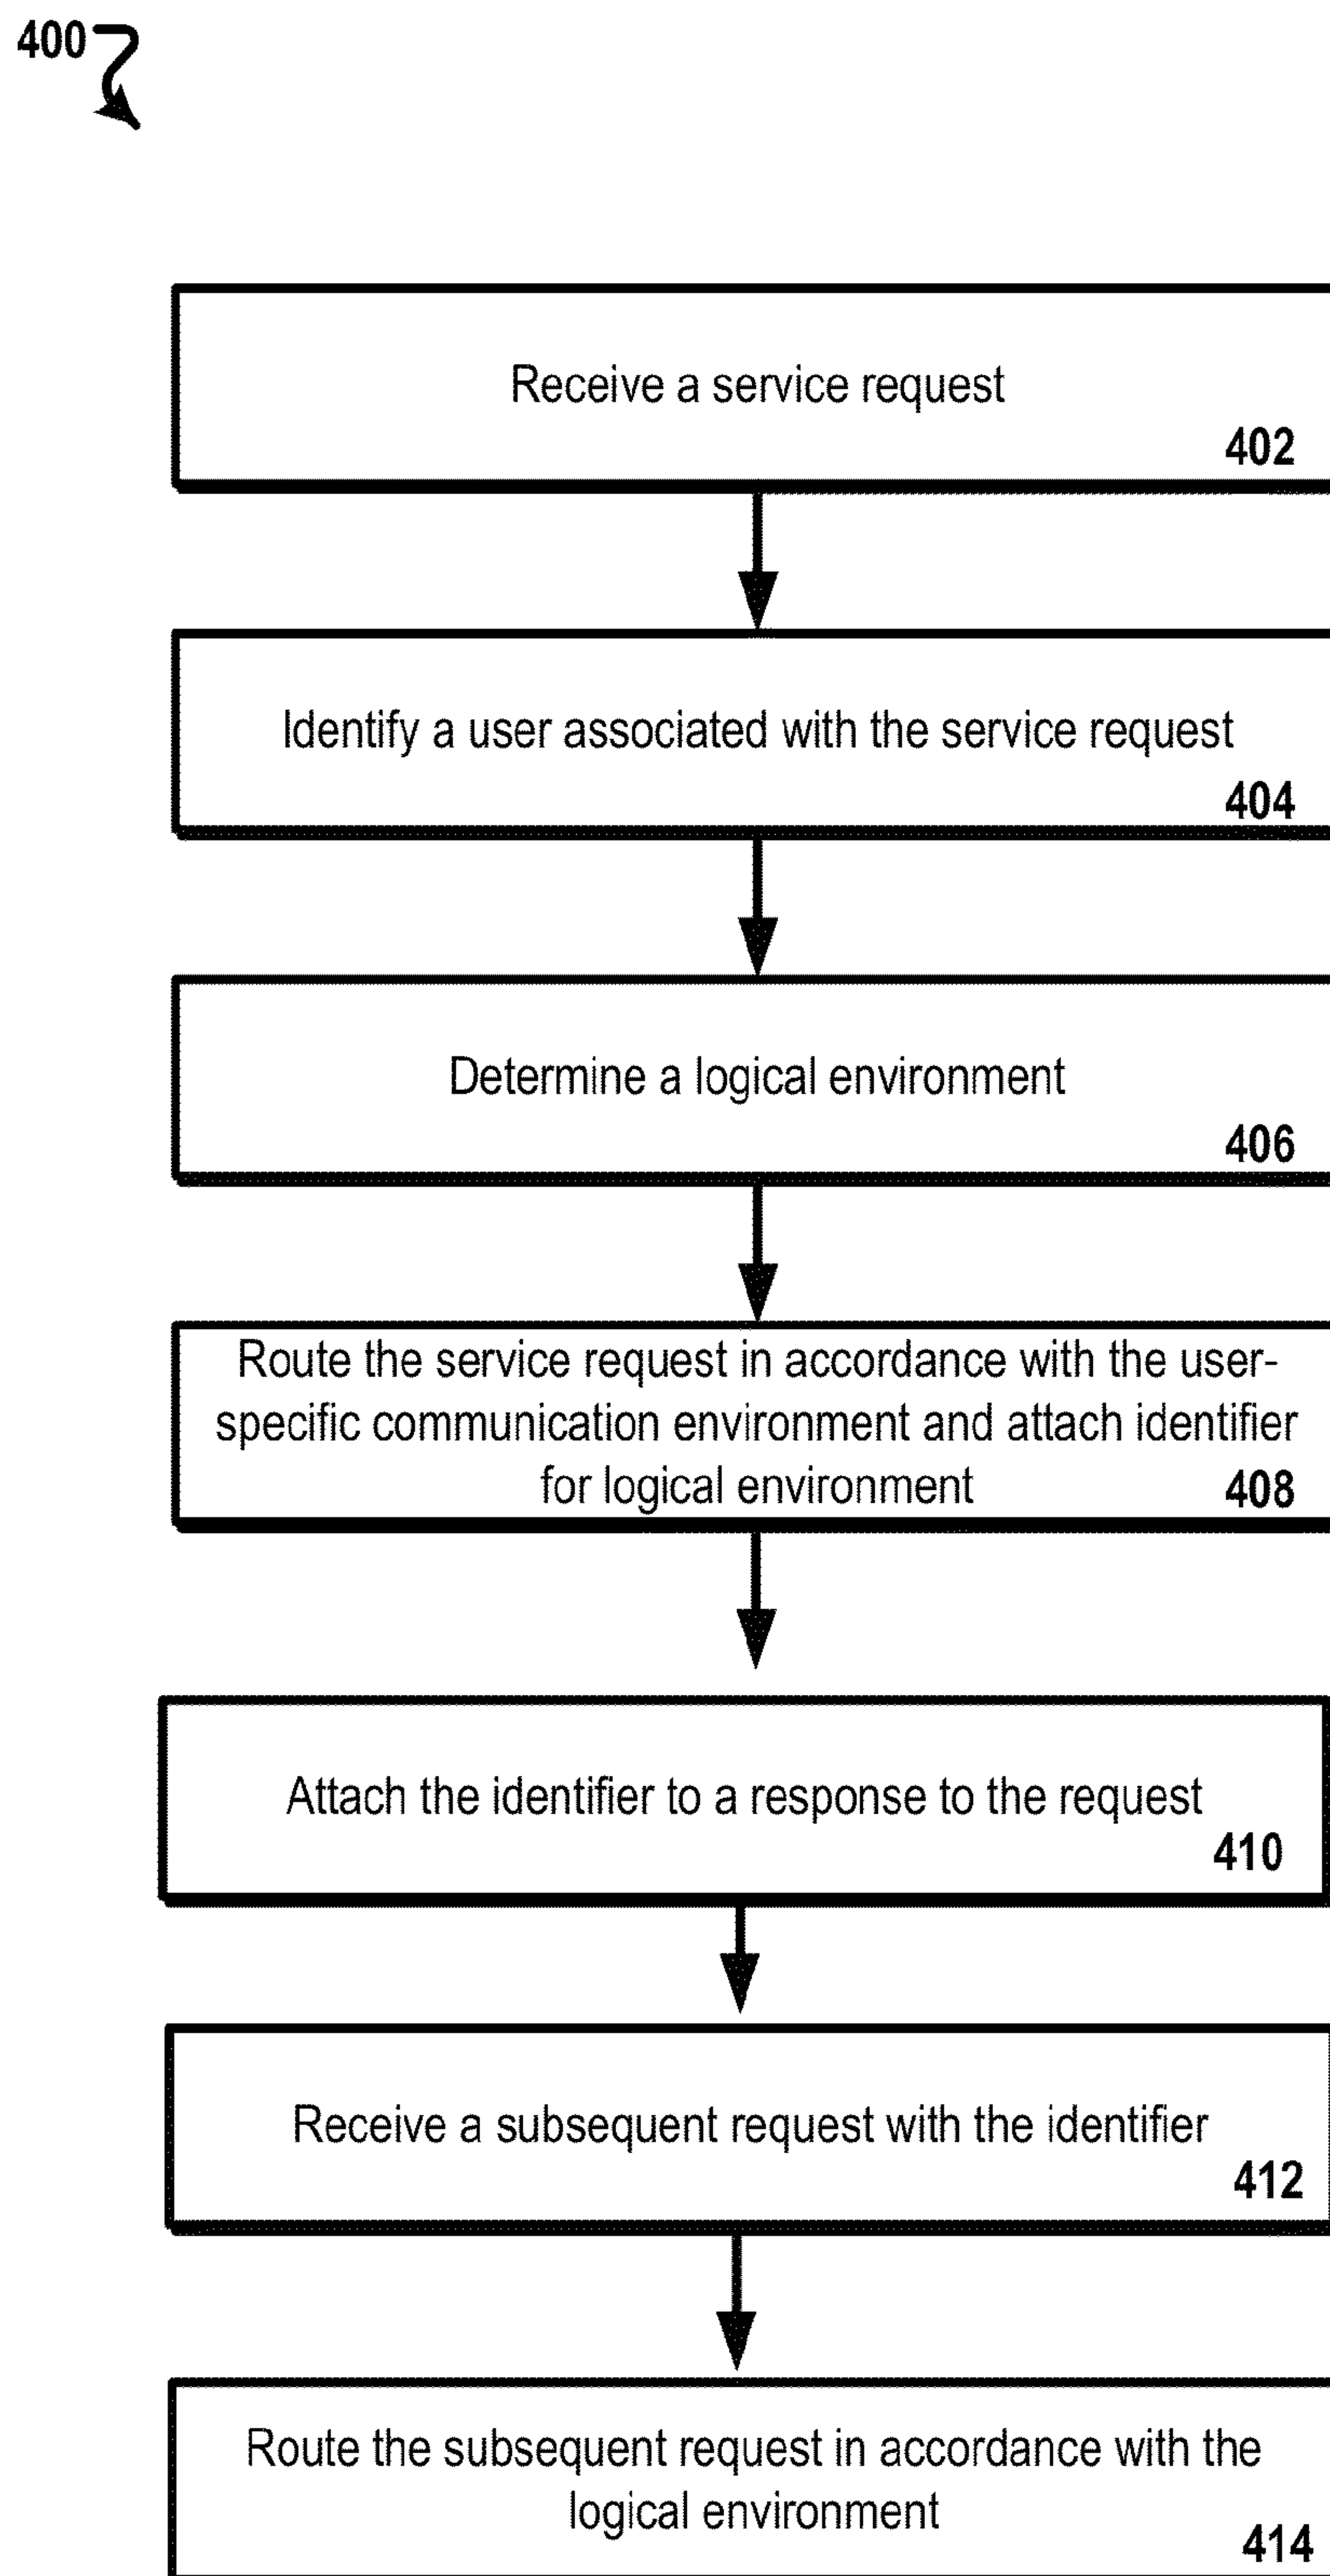 400
Receive a service request
402
Identify a user associated with the service request
404
Determine a logical environment
406
Route the service request in accordance with the user-
specific communication environment and attach identifier
for logical environment
408
Attach the identifier to a response to the request
410
Receive a subsequent request with the identifier
412
Route the subsequent request in accordance with the
logical environment
414